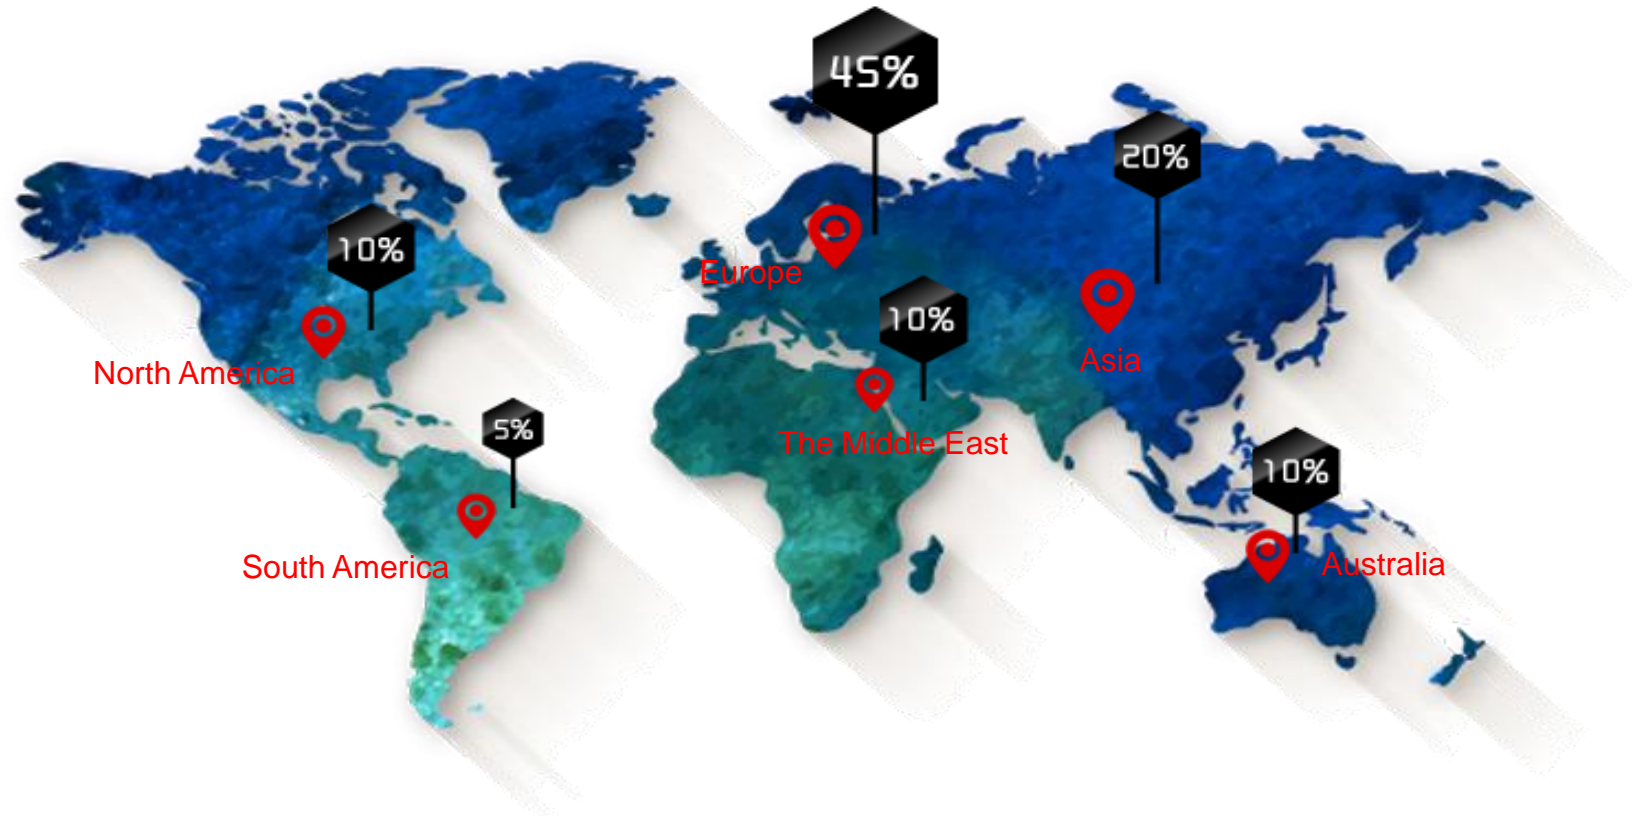 45%
20%
10%
Europe
10%
Asia
North America
5%
The Middle East
10%
South America
Australia